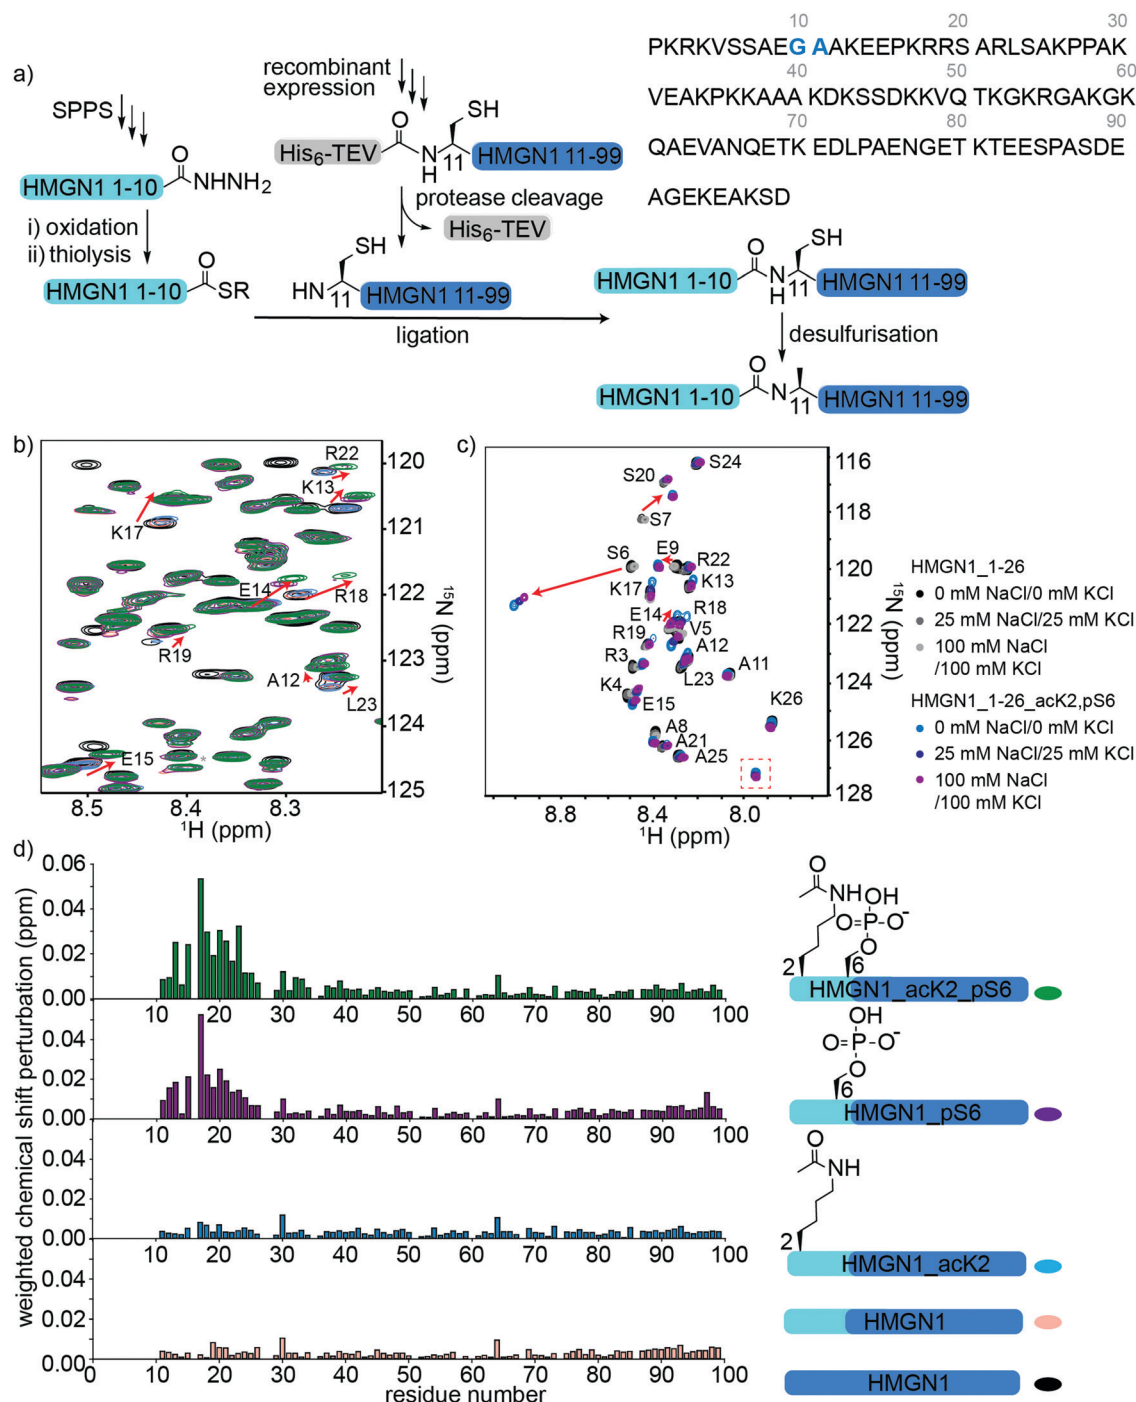 a)
SPPS
HMGN1 1-10
NHNH2
O
i) oxidation
ii) thiolysis
HMGN1 1-10
O
SR
recombinant
expression
SH
O
His6-TEV
N
H
11
HMGN1 11-99
protease cleavage
His6-TEV
SH
HN
11
HMGN1 11-99
ligation
10 20 30
PKRKVSSAEG AAKEEPKRRS ARLSAKPPAK
40 50 60
VEAKPKKAAA KDKSSDKKVQ TKGKRGAKGK
70 80 90
QAEVANQETK EDLPAENGET KTEESPASDE
AGEKEAKSD
SH
O
HMGN1 1-10
N
H
11
HMGN1 11-99
desulfurisation
O
HMGN1 1-10
N
11
HMGN1 11-99
b)
R22
K13
K17
E14
R18
R19
A12
L23
E15
*
120
121
122
123
124
125
15N (ppm)
8.5 8.4 8.3
1H (ppm)
c)
S24
S20
S7
S6
E9
R22
K17
K13
E14
R18
V5
R19
A12
R3
L23
A11
K4
E15
K26
A8
A21
A25
116
118
120
122
124
126
128
15N (ppm)
8.8 8.4 8.0
1H (ppm)
HMGN1_1-26
0 mM NaCl/0 mM KCl
25 mM NaCl/25 mM KCl
100 mM NaCl
/100 mM KCl
HMGN1_1-26_acK2,pS6
0 mM NaCl/0 mM KCl
25 mM NaCl/25 mM KCl
100 mM NaCl
/100 mM KCl
d)
weighted chemical shift perturbation (ppm)
0.06
0.04
0.02
0.00
10 20 30 40 50 60 70 80 90 100
0.04
0.02
0.00
10 20 30 40 50 60 70 80 90 100
0.04
0.02
0.00
10 20 30 40 50 60 70 80 90 100
0.04
0.02
0.00
0 10 20 30 40 50 60 70 80 90 100
residue number
O
NH
OH
O=P-O-
O
2
6
HMGN1_acK2_pS6
OH
O=P-O-
O
6
HMGN1_pS6
O
NH
2
HMGN1_acK2
HMGN1
HMGN1